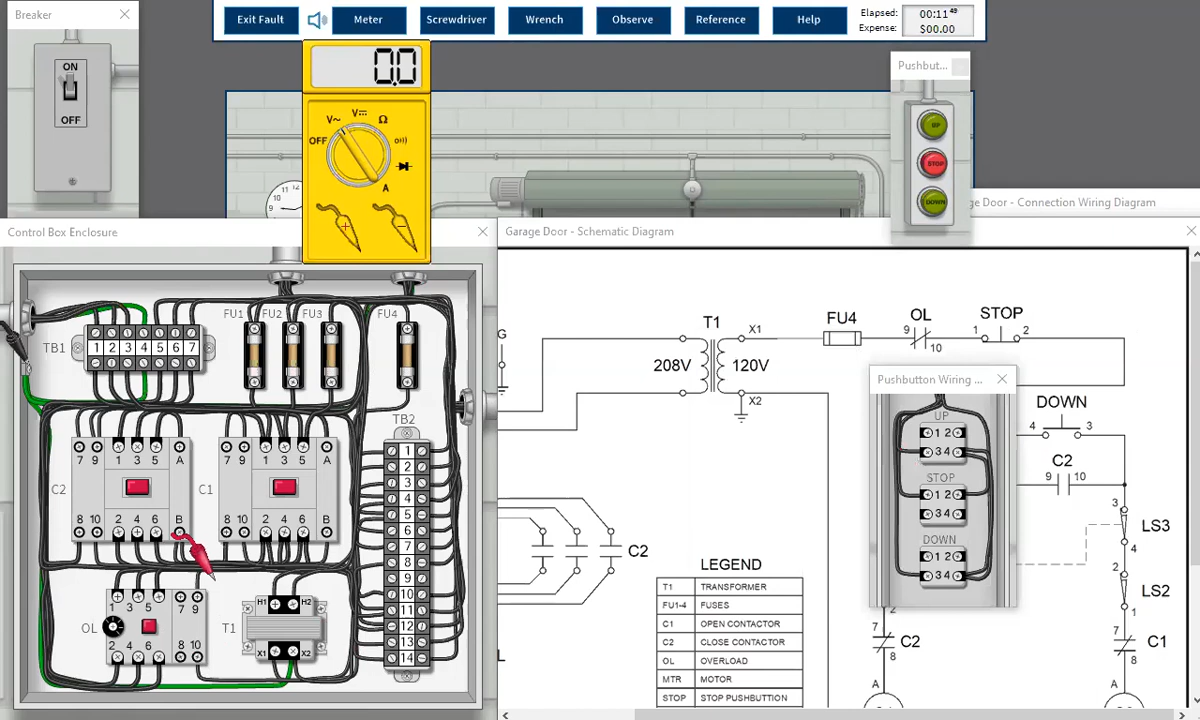 Breaker
Exit Fault
Meter
Screwdriver
Wrench
Observe
Reference
Help
Elapsed: 00:11 49
Expense: $00.00
ON
OFF
0.0
V~ V⎓ Ω
OFF
A
+ −
Pushbut...
UP
STOP
DOWN
11 12
10
9
Control Box Enclosure
Garage Door - Schematic Diagram
ge Door - Connection Wiring Diagram
FU1 FU2 FU3 FU4
TB1 1 2 3 4 5 6 7
TB2
1
2
3
4
5
6
7
8
9
10
11
12
13
14
7 9 1 3 5 A
C2
8 10 2 4 6 B
7 9 1 3 5 A
C1
8 10 2 4 6 B
1 3 5 7 9
OL
2 4 6 8 10
H1 H2
T1
X1 X2
G
T1
X1
208V 120V
X2
FU4
OL
9 10
STOP
1 2
DOWN
4 3
C2
9 10
3
LS3
4
2
LS2
1
7
C1
8
A
2
7
C2
8
A
C2
L
Pushbutton Wiring ...
UP
1 2
3 4
STOP
1 2
3 4
DOWN
1 2
3 4
LEGEND
T1 TRANSFORMER
FU1-4 FUSES
C1 OPEN CONTACTOR
C2 CLOSE CONTACTOR
OL OVERLOAD
MTR MOTOR
STOP STOP PUSHBUTTION